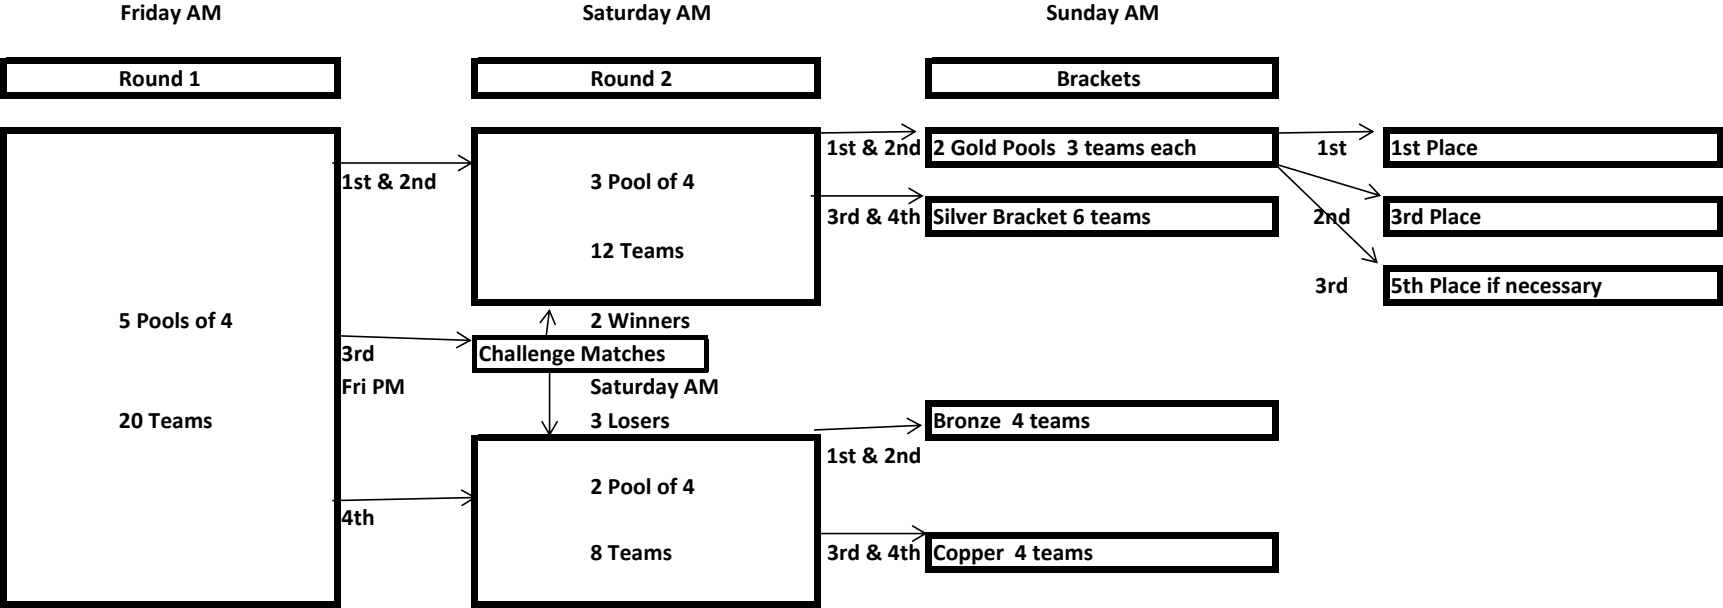 Friday AM
Saturday AM
Sunday AM
Round 1
Round 2
Brackets
1st & 2nd
2 Gold Pools  3 teams each
1st
1st Place
1st & 2nd
3 Pool of 4
3rd & 4th
Silver Bracket 6 teams
2nd
3rd Place
12 Teams
3rd
5th Place if necessary
5 Pools of 4
2 Winners
3rd
Challenge Matches
Fri PM
Saturday AM
20 Teams
3 Losers
Bronze  4 teams
1st & 2nd
2 Pool of 4
4th
8 Teams
3rd & 4th
Copper  4 teams